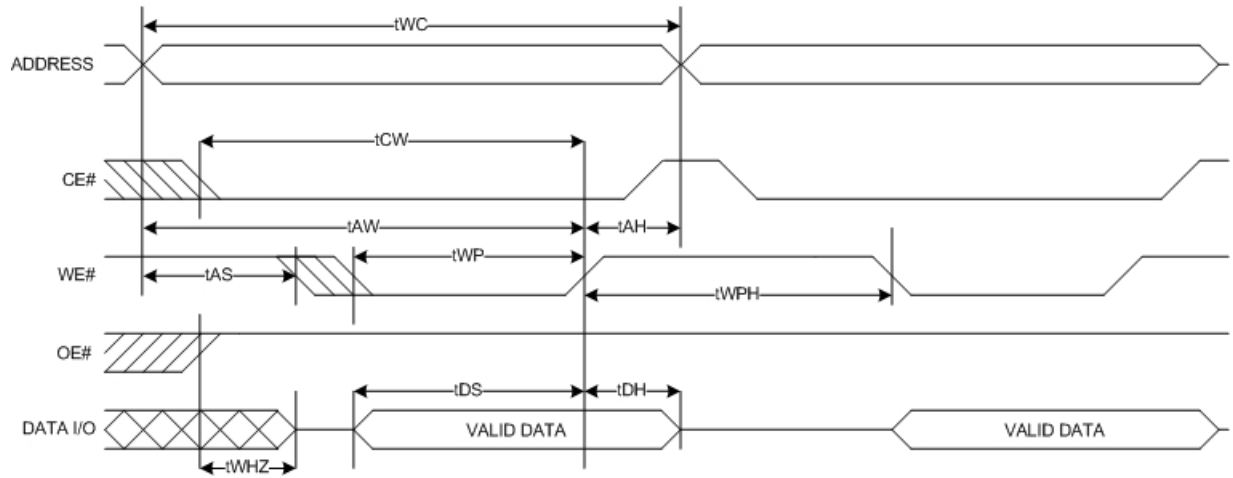 tWC
ADDRESS
tCW
CE#
tAW tAH
tWP
WE# tAS
tWPH
OE#
tDS tDH
DATA I/O VALID DATA VALID DATA
tWHZ